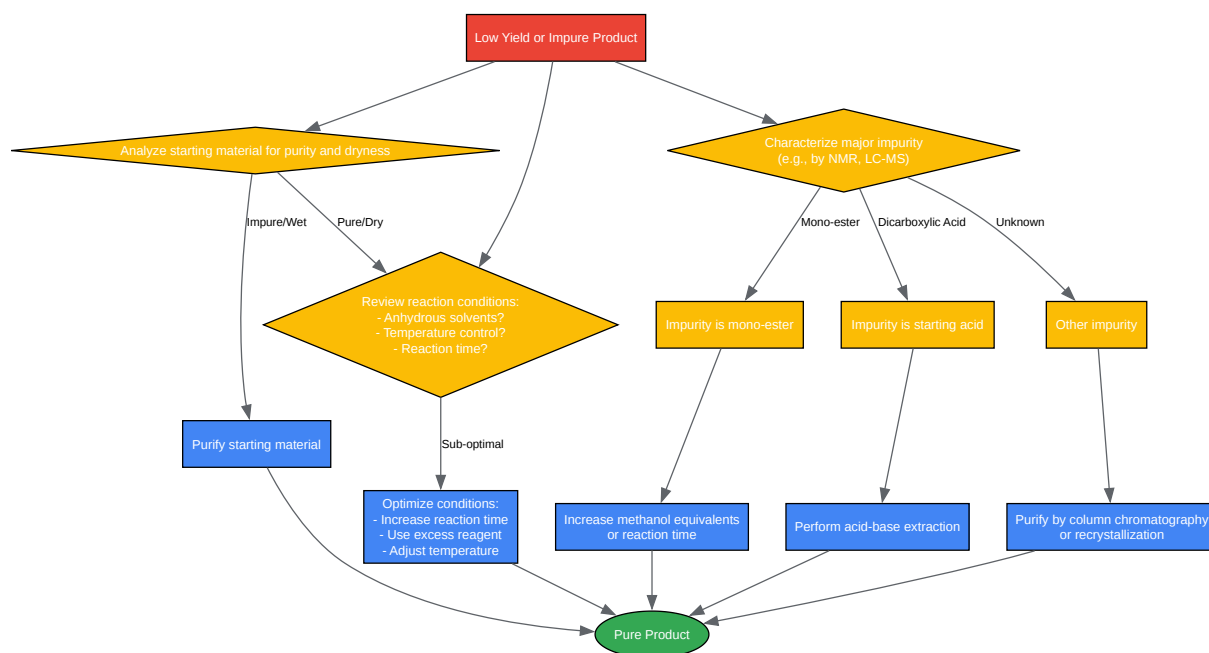 Low Yield or Impure Product
Analyze starting material for purity and dryness
Characterize major impurity
(e.g., by NMR, LC-MS)
Impure/Wet
Pure/Dry
Mono-ester
Dicarboxylic Acid
Unknown
Review reaction conditions:
- Anhydrous solvents?
- Temperature control?
- Reaction time?
Impurity is mono-ester
Impurity is starting acid
Other impurity
Purify starting material
Sub-optimal
Optimize conditions:
- Increase reaction time
- Use excess reagent
- Adjust temperature
Increase methanol equivalents
or reaction time
Perform acid-base extraction
Purify by column chromatography
or recrystallization
Pure Product